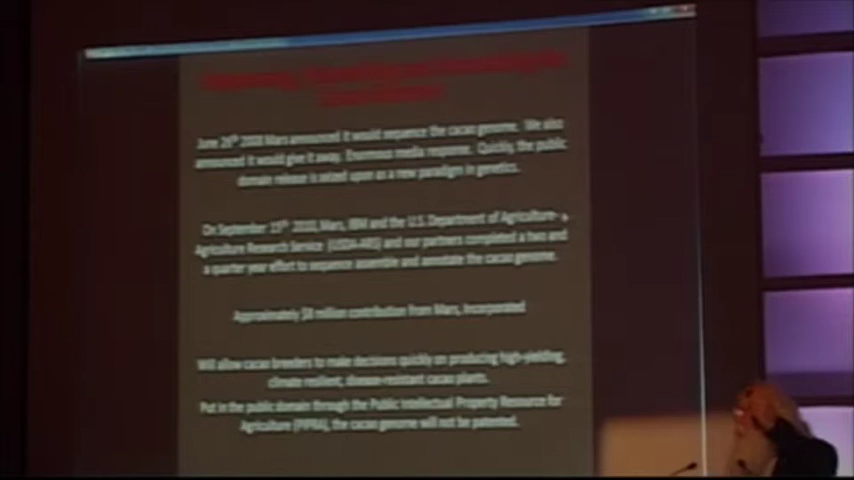 June 26th 2008 Mars announced it would sequence the cacao genome. We also
announced it would give it away. Enormous media response. Quickly, the public
domain release is seized upon as a new paradigm in genetics.
On September 15th 2010, Mars, IBM and the U.S. Department of Agriculture- a
Agriculture Research Service (USDA-ARS) and our partners completed a two and
a quarter year effort to sequence assemble and annotate the cacao genome.
Approximately $8 million contribution from Mars, Incorporated
Will allow cacao breeders to make decisions quickly on producing high-yielding,
climate resilient, disease-resistant cacao plants.
Put in the public domain through the Public Intellectual Property Resource for
Agriculture (PIPRA), the cacao genome will not be patented.